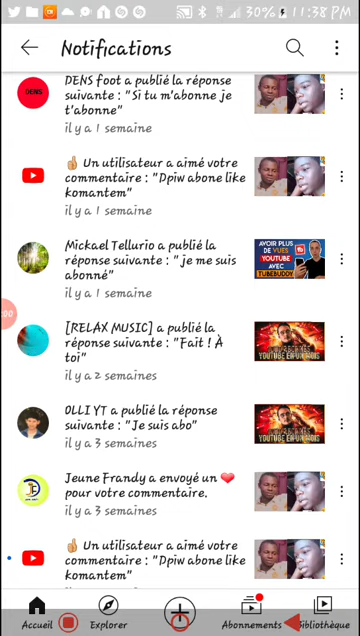 30% 11:38 PM
Notifications
DENS
DENS foot a publié la réponse
suivante : "Si tu m'abonne je
t'abonne"
il y a 1 semaine
Un utilisateur a aimé votre
commentaire : "Dpiw abone like
komantem"
il y a 1 semaine
Mickael Tellurio a publié la
réponse suivante : "je me suis
abonné"
il y a 1 semaine
AVOIR PLUS
DE VUES
YOUTUBE
AVEC
TUBEBUDDY
:00
[RELAX MUSIC] a publié la
réponse suivante : "Fait ! À
toi"
il y a 2 semaines
YOUTUBE EN UN MOIS
OLLI YT a publié la réponse
suivante : "Je suis abo"
il y a 3 semaines
YOUTUBE EN UN MOIS
Jeune Frandy a envoyé un
pour votre commentaire.
il y a 3 semaines
Un utilisateur a aimé votre
commentaire : "Dpiw abone like
komantem"
Accueil Explorer Abonnements Bibliothèque